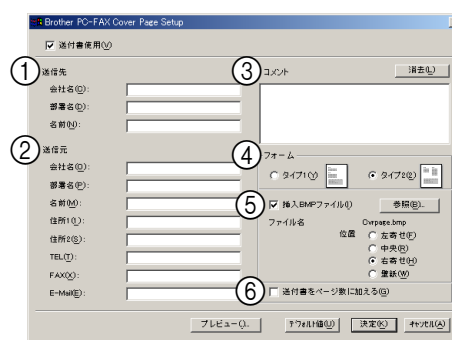 Brother PC-FAX Cover Page Setup
送付書使用(V)
① 送信先
会社名(O):
部署名(D):
名前(N):
② 送信元
会社名(C):
部署名(P):
名前(M):
住所1(L):
住所2(S):
TEL(T):
FAX(X):
E-Mail(E):
③ コメント
消去(L)
④ フォーム
タイプ1(Y)
タイプ2(2)
⑤ 挿入BMPファイル(I)
参照(B)..
ファイル名
Cvrpage.bmp
位置
左寄せ(F)
中央(R)
右寄せ(H)
壁紙(W)
⑥ 送付書をページ数に加える(G)
プレビュー()..
デフォルト値(U)
決定(K)
キャンセル(A)